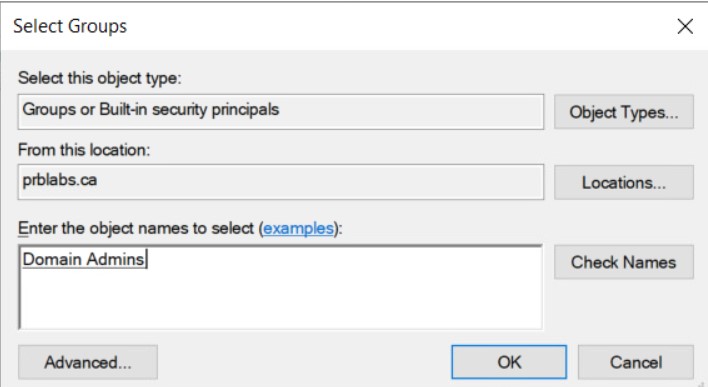 Select Groups
Select this object type:
Groups or Built-in security principals
Object Types...
From this location:
prblabs.ca
Locations...
Enter the object names to select (examples):
Domain Admins
Check Names
Advanced...
OK
Cancel